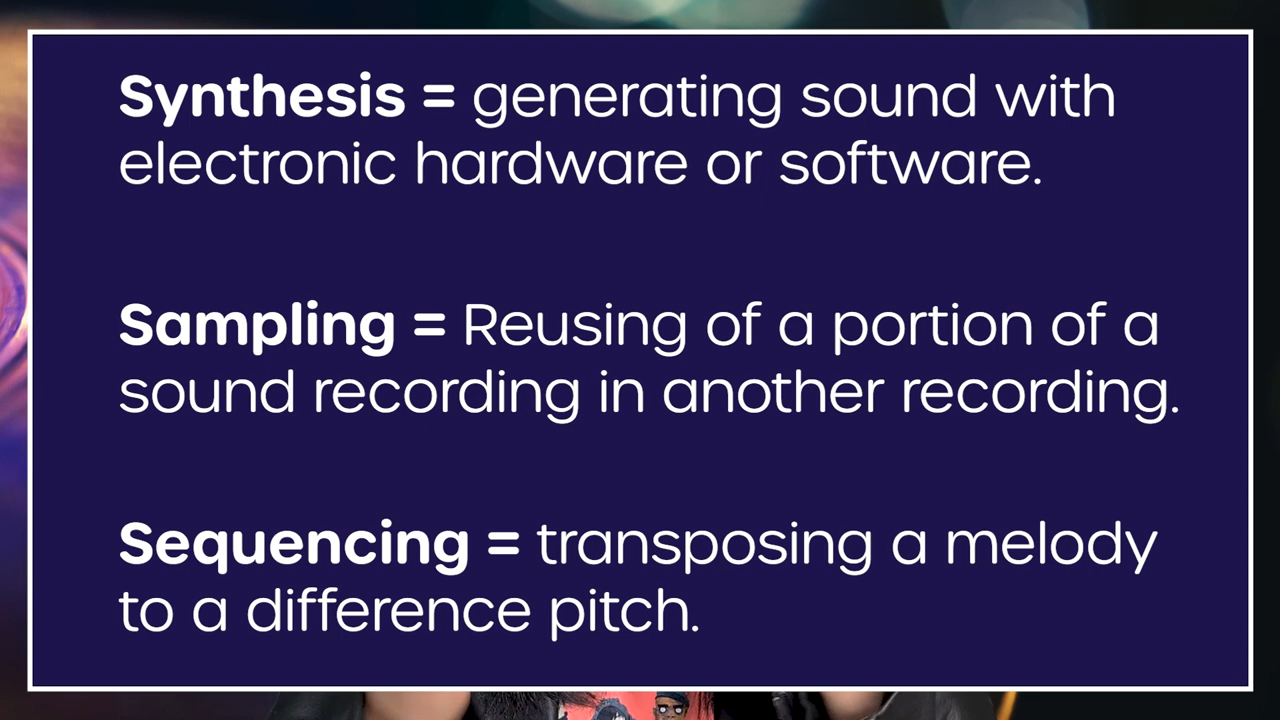 Synthesis = generating sound with
electronic hardware or software.
Sampling = Reusing of a portion of a
sound recording in another recording.
Sequencing = transposing a melody
to a difference pitch.